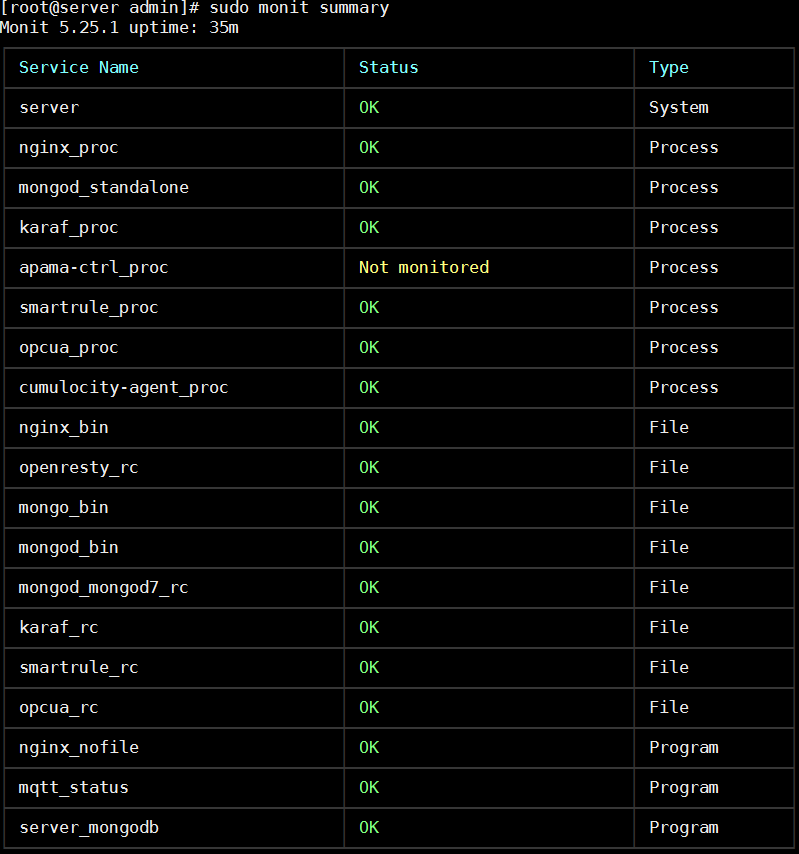 [root@server admin]# sudo monit summary
Monit 5.25.1 uptime: 35m
Service Name Status Type
server OK System
nginx_proc OK Process
mongod_standalone OK Process
karaf_proc OK Process
apama-ctrl_proc Not monitored Process
smartrule_proc OK Process
opcua_proc OK Process
cumulocity-agent_proc OK Process
nginx_bin OK File
openresty_rc OK File
mongo_bin OK File
mongod_bin OK File
mongod_mongod7_rc OK File
karaf_rc OK File
smartrule_rc OK File
opcua_rc OK File
nginx_nofile OK Program
mqtt_status OK Program
server_mongodb OK Program